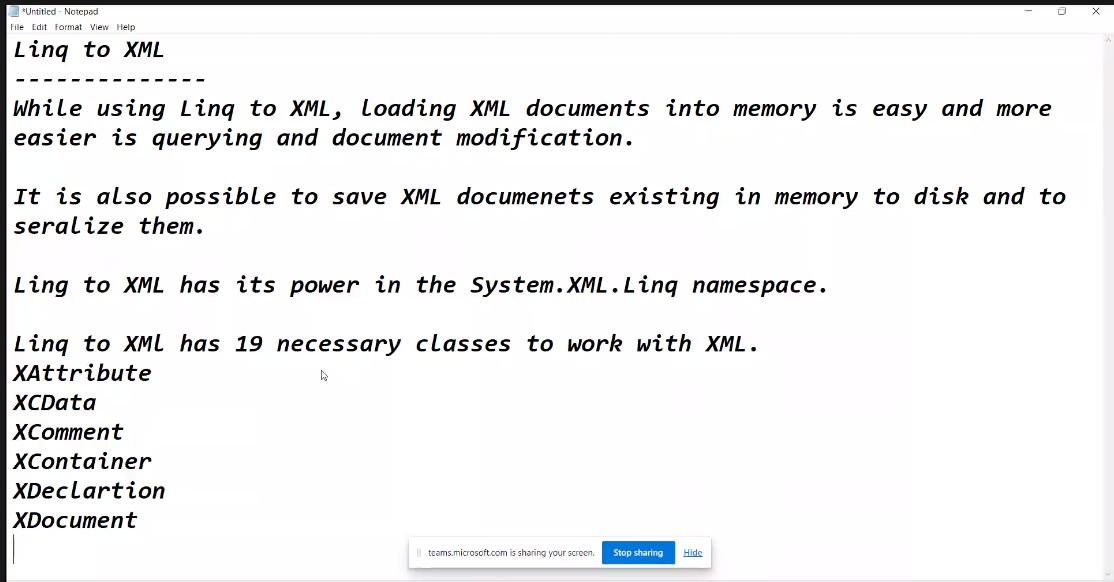 *Untitled - Notepad
File Edit Format View Help
Linq to XML
--------------
While using Linq to XML, loading XML documents into memory is easy and more
easier is querying and document modification.
It is also possible to save XML documenets existing in memory to disk and to
seralize them.
Ling to XML has its power in the System.XML.Linq namespace.
Linq to XMl has 19 necessary classes to work with XML.
XAttribute
XCData
XComment
XContainer
XDeclartion
XDocument
teams.microsoft.com is sharing your screen. Stop sharing Hide